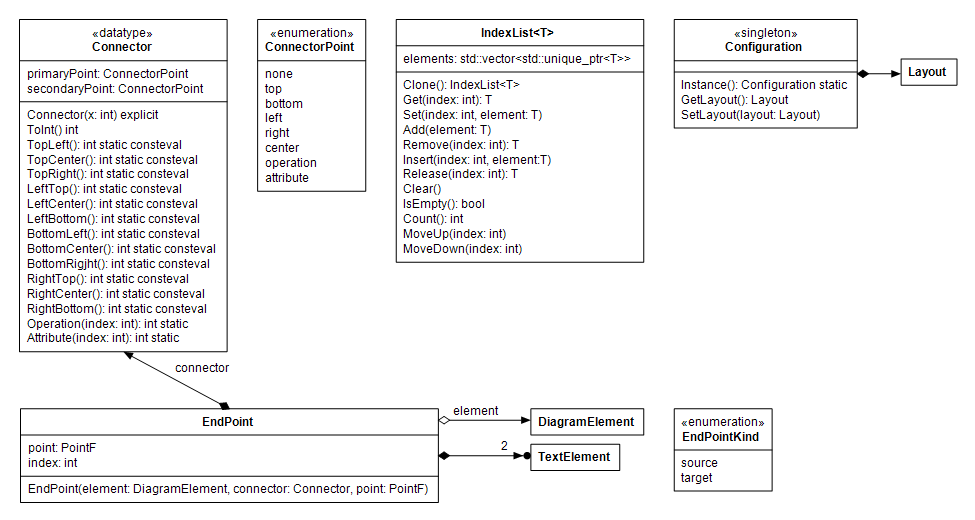 «datatype»
Connector
primaryPoint: ConnectorPoint
secondaryPoint: ConnectorPoint
Connector(x: int) explicit
ToInt() int
TopLeft(): int static consteval
TopCenter(): int static consteval
TopRight(): int static consteval
LeftTop(): int static consteval
LeftCenter(): int static consteval
LeftBottom(): int static consteval
BottomLeft(): int static consteval
BottomCenter(): int static consteval
BottomRigjht(): int static consteval
RightTop(): int static consteval
RightCenter(): int static consteval
RightBottom(): int static consteval
Operation(index: int): int static
Attribute(index: int): int static
«enumeration»
ConnectorPoint
none
top
bottom
left
right
center
operation
attribute
IndexList<T>
elements: std::vector<std::unique_ptr<T>>
Clone(): IndexList<T>
Get(index: int): T
Set(index: int, element: T)
Add(element: T)
Remove(index: int): T
Insert(index: int, element:T)
Release(index: int): T
Clear()
IsEmpty(): bool
Count(): int
MoveUp(index: int)
MoveDown(index: int)
«singleton»
Configuration
Instance(): Configuration static
GetLayout(): Layout
SetLayout(layout: Layout)
Layout
connector
EndPoint
point: PointF
index: int
EndPoint(element: DiagramElement, connector: Connector, point: PointF)
element
DiagramElement
2
TextElement
«enumeration»
EndPointKind
source
target